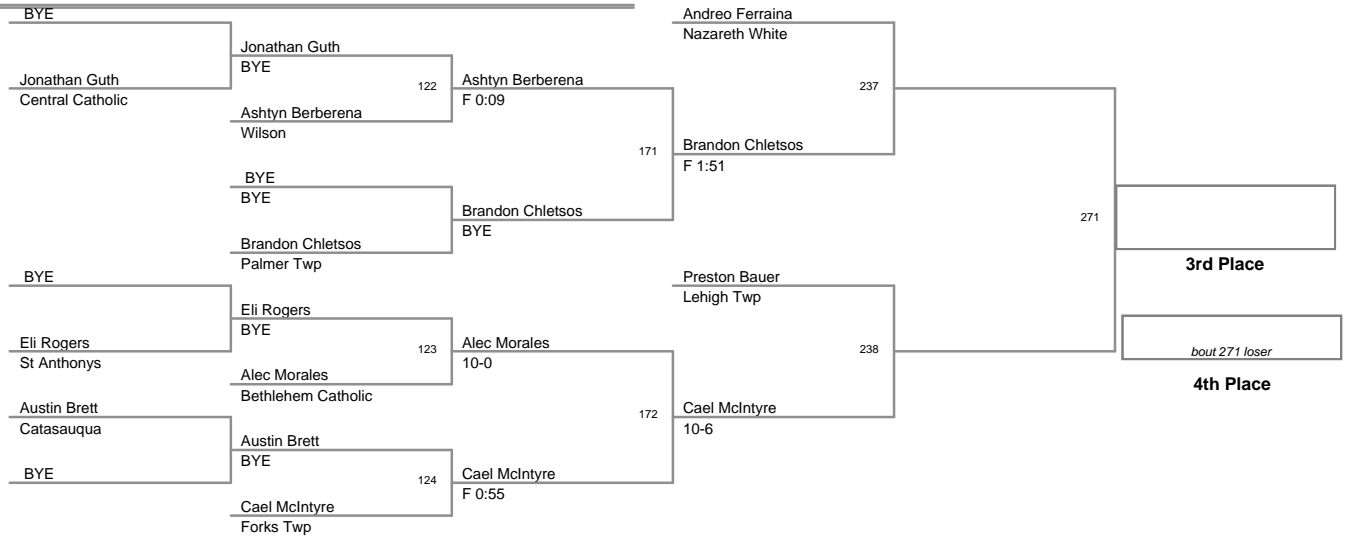 BYE
Jonathan Guth
Central Catholic
BYE
Eli Rogers
St Anthonys
Austin Brett
Catasauqua
BYE
Jonathan Guth
BYE
122
Ashtyn Berberena
Wilson
BYE
BYE
Brandon Chletsos
Palmer Twp
Eli Rogers
BYE
123
Alec Morales
Bethlehem Catholic
Austin Brett
BYE
124
Cael McIntyre
Forks Twp
Ashtyn Berberena
F 0:09
171
Brandon Chletsos
BYE
Alec Morales
10-0
172
Cael McIntyre
F 0:55
Andreo Ferraina
Nazareth White
237
Brandon Chletsos
F 1:51
Preston Bauer
Lehigh Twp
238
Cael McIntyre
10-6
271
3rd Place
bout 271 loser
4th Place